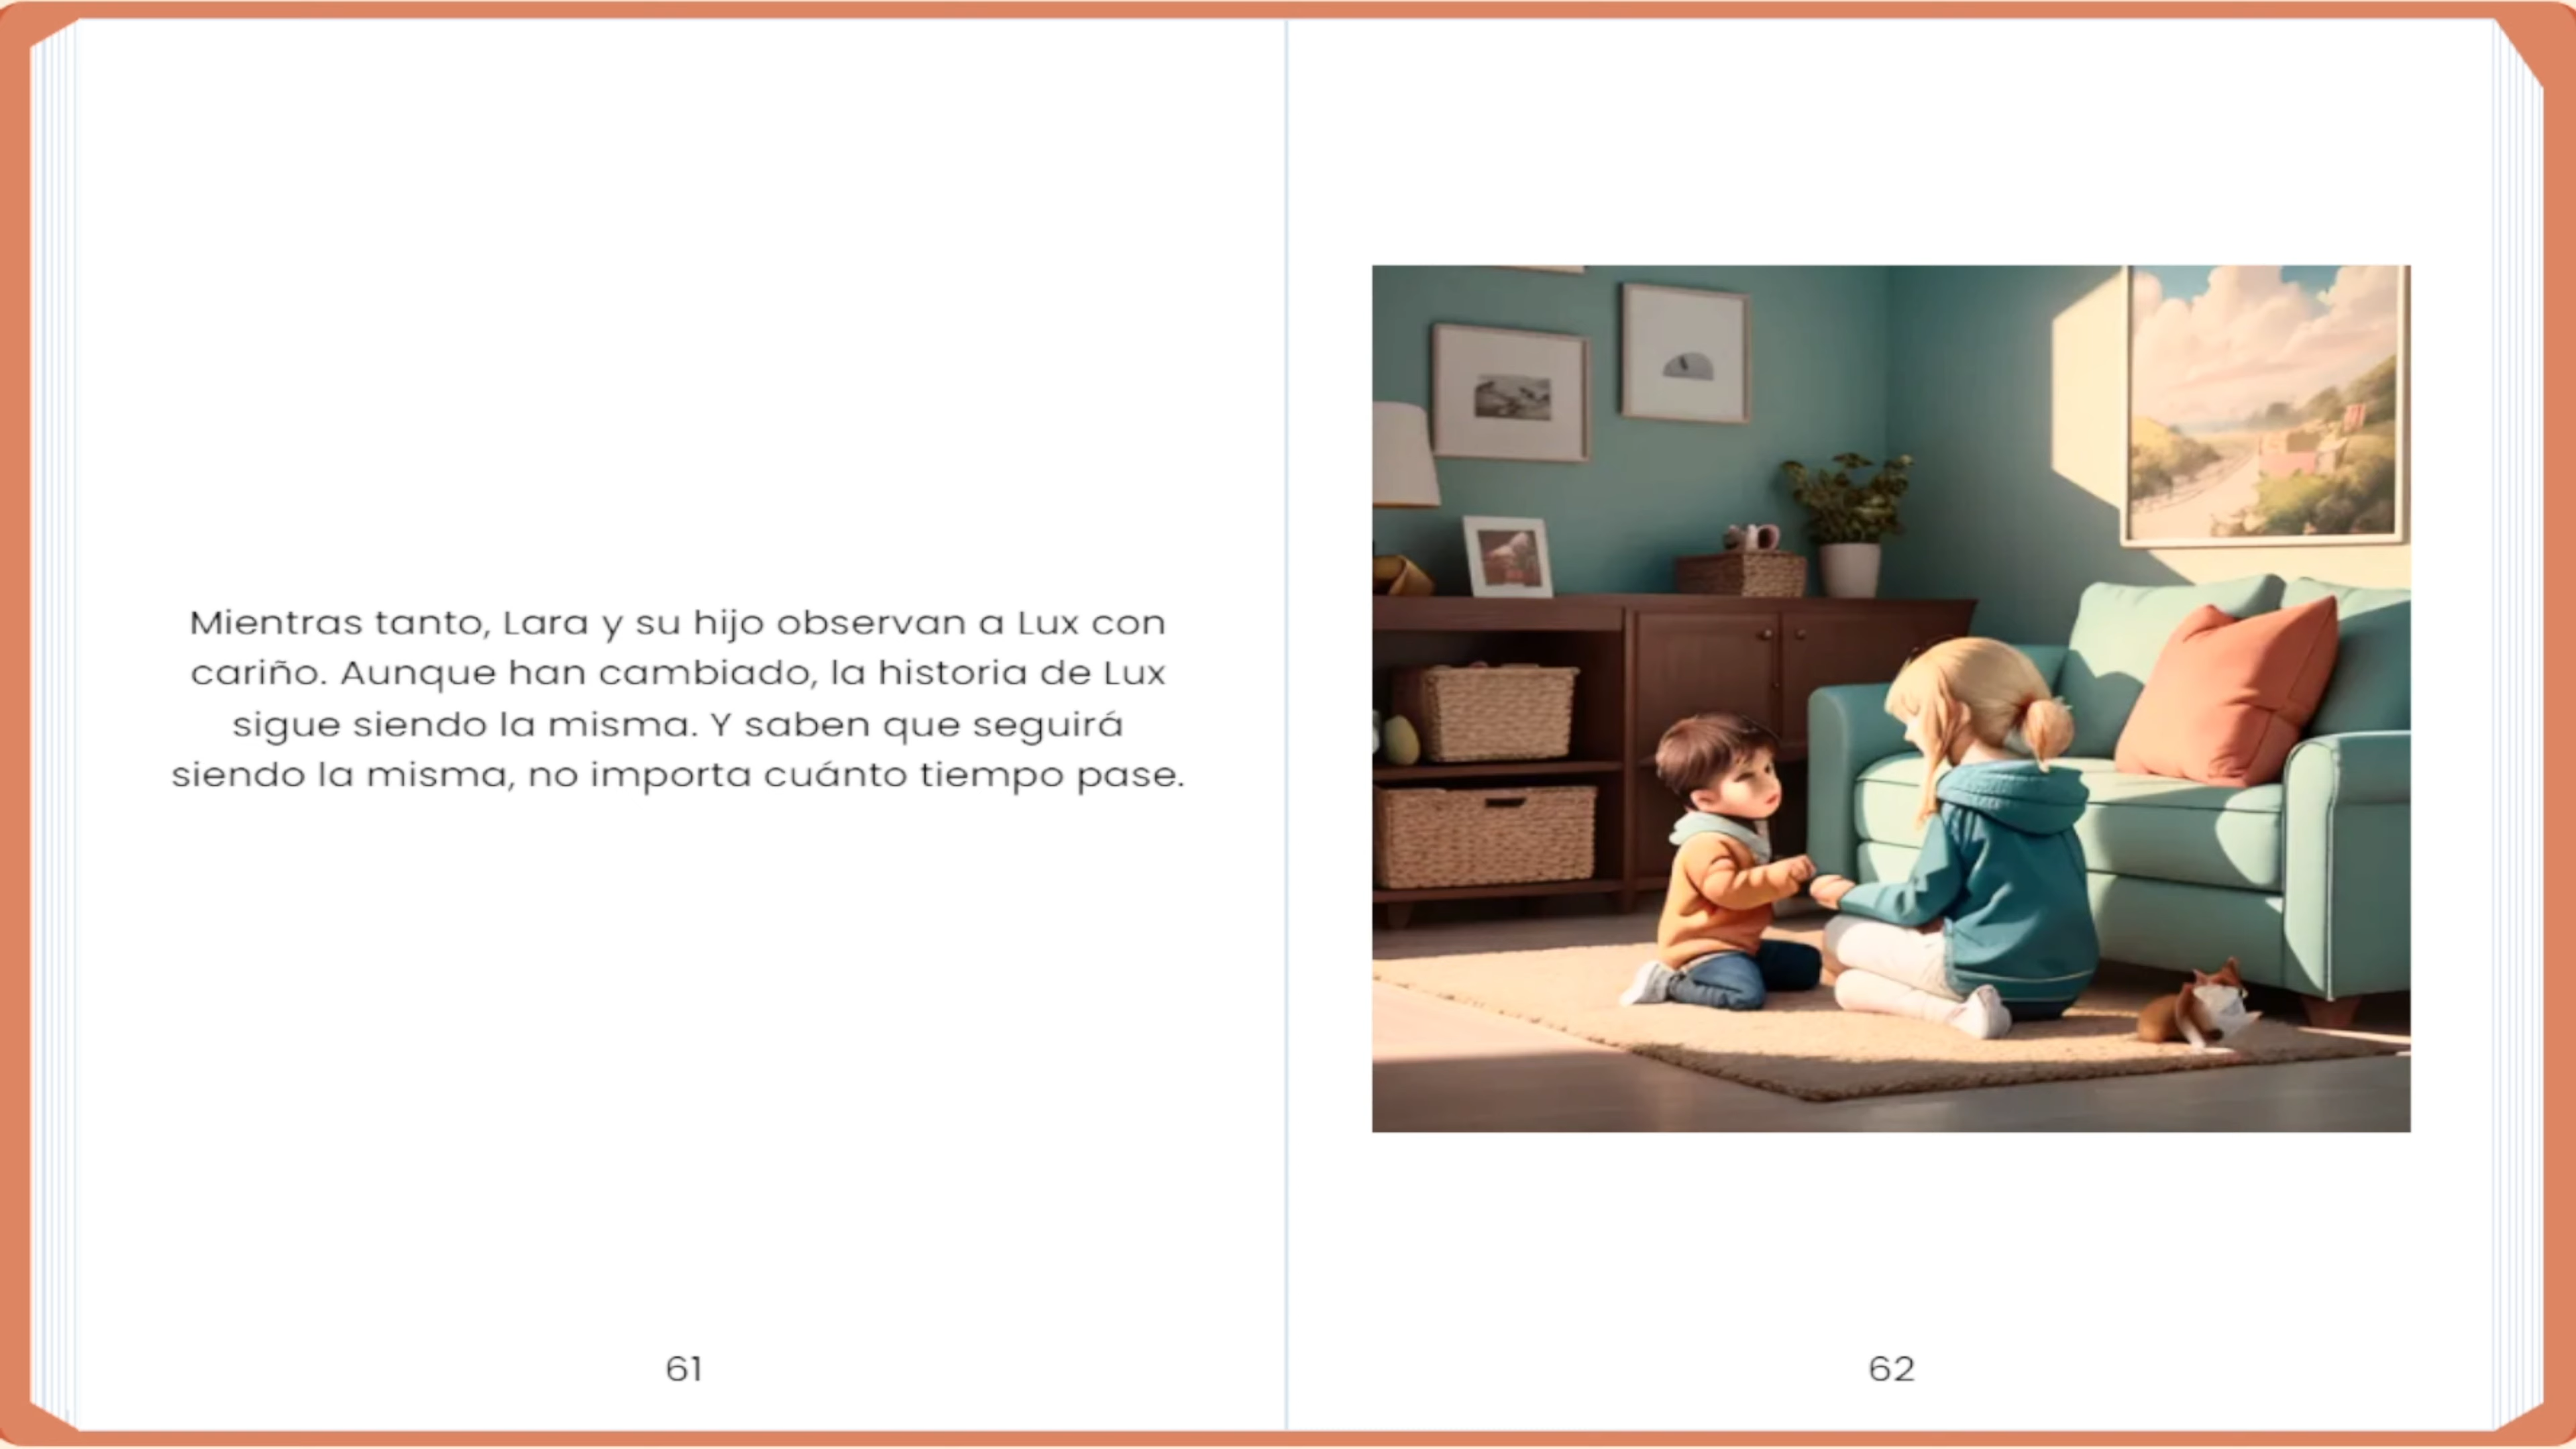 Mientras tanto, Lara y su hijo observan a Lux con
cariño. Aunque han cambiado, la historia de Lux
sigue siendo la misma. Y saben que seguirá
siendo la misma, no importa cuánto tiempo pase.
61
62